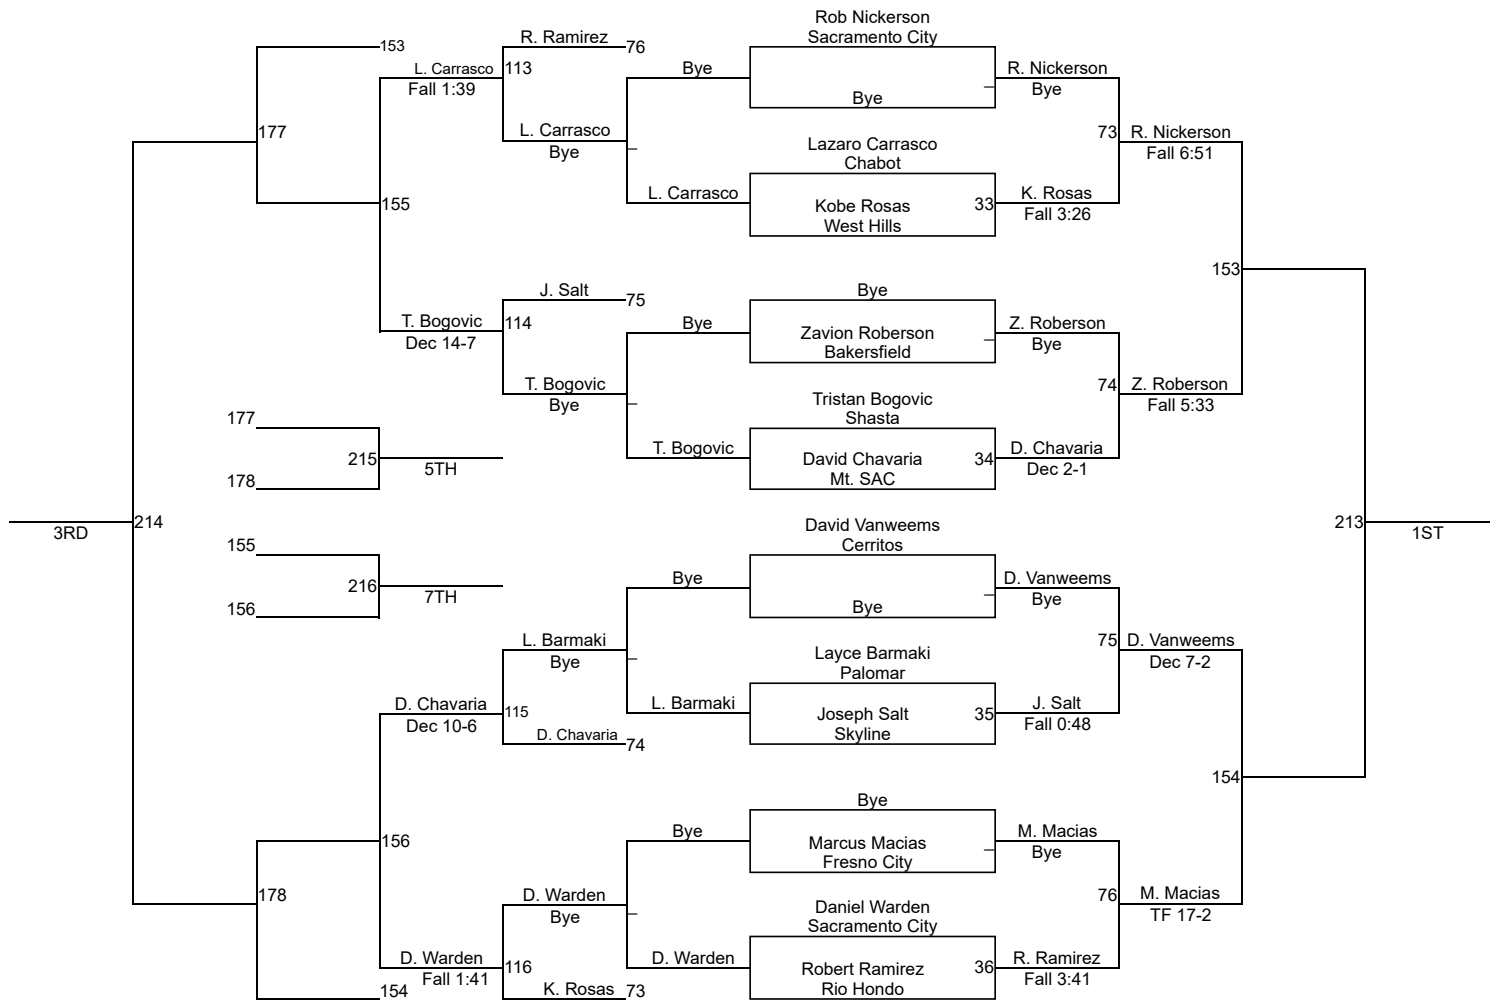 Rob Nickerson
Sacramento City
Bye
R. Nickerson
Bye
Lazaro Carrasco
Chabot
Kobe Rosas
West Hills
33
K. Rosas
Fall 3:26
73
R. Nickerson
Fall 6:51
Bye
Zavion Roberson
Bakersfield
Z. Roberson
Bye
Tristan Bogovic
Shasta
David Chavaria
Mt. SAC
34
D. Chavaria
Dec 2-1
74
Z. Roberson
Fall 5:33
153
David Vanweems
Cerritos
Bye
D. Vanweems
Bye
Layce Barmaki
Palomar
Joseph Salt
Skyline
35
J. Salt
Fall 0:48
75
D. Vanweems
Dec 7-2
Bye
Marcus Macias
Fresno City
M. Macias
Bye
Daniel Warden
Sacramento City
Robert Ramirez
Rio Hondo
36
R. Ramirez
Fall 3:41
76
M. Macias
TF 17-2
154
213
1ST
Bye
L. Carrasco
L. Carrasco
Bye
R. Ramirez
76
113
L. Carrasco
Fall 1:39
153
Bye
T. Bogovic
T. Bogovic
Bye
J. Salt
75
114
T. Bogovic
Dec 14-7
155
177
177
178
215
5TH
155
156
216
7TH
Bye
L. Barmaki
L. Barmaki
Bye
D. Chavaria
74
115
D. Chavaria
Dec 10-6
Bye
D. Warden
D. Warden
Bye
K. Rosas
73
116
D. Warden
Fall 1:41
156
154
178
214
3RD